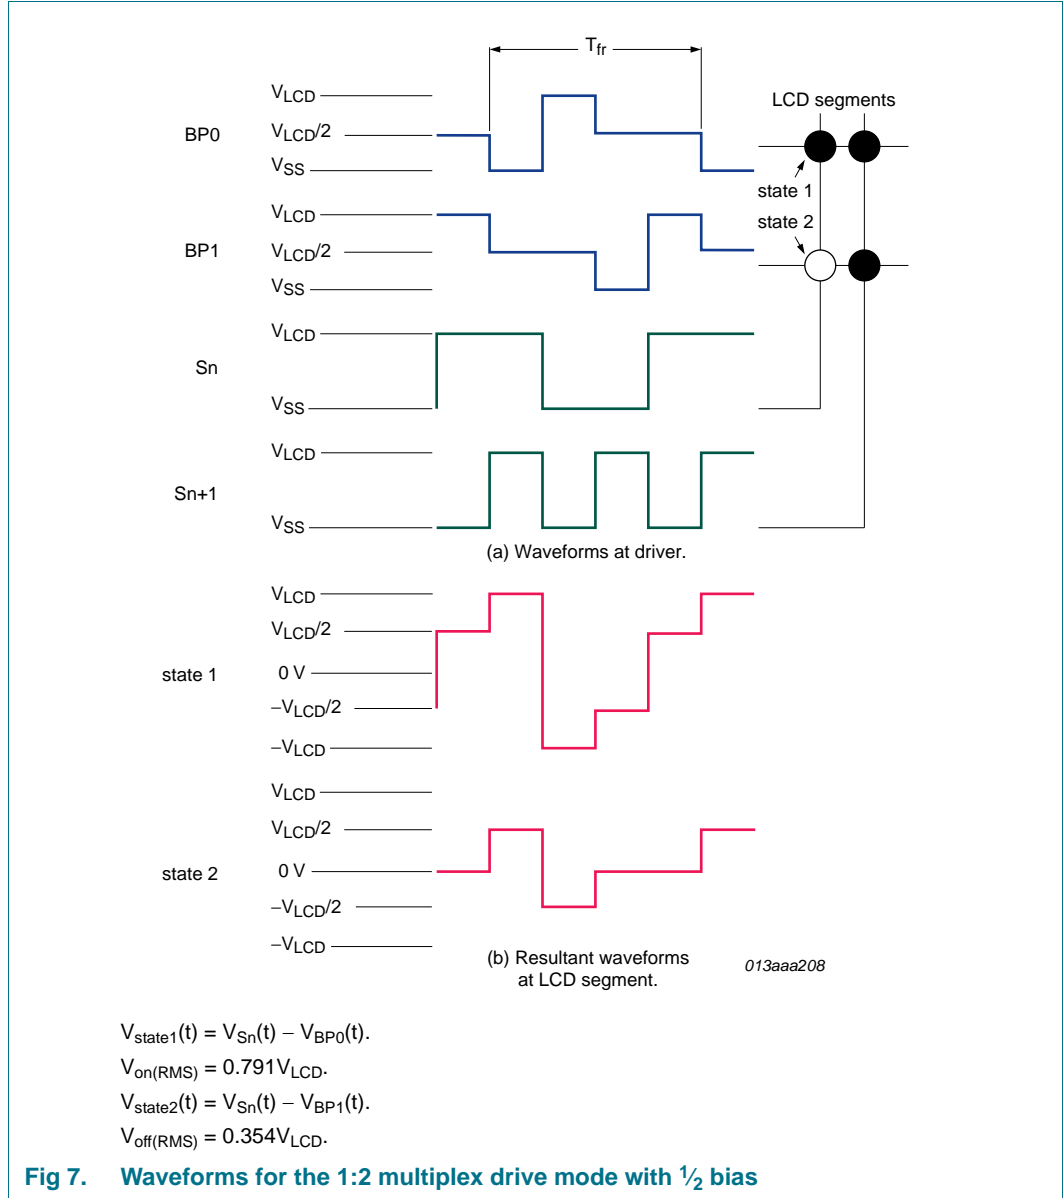 Tfr
VLCD
BP0
VLCD/2
VSS
LCD segments
state 1
state 2
VLCD
BP1
VLCD/2
VSS
VLCD
Sn
VSS
VLCD
Sn+1
VSS
(a) Waveforms at driver.
VLCD
VLCD/2
state 1
0 V
−VLCD/2
−VLCD
VLCD
VLCD/2
state 2
0 V
−VLCD/2
−VLCD
(b) Resultant waveforms
at LCD segment.
013aaa208
Vstate1(t) = VSn(t) − VBP0(t).
Von(RMS) = 0.791VLCD.
Vstate2(t) = VSn(t) − VBP1(t).
Voff(RMS) = 0.354VLCD.
Fig 7. Waveforms for the 1:2 multiplex drive mode with 1⁄2 bias